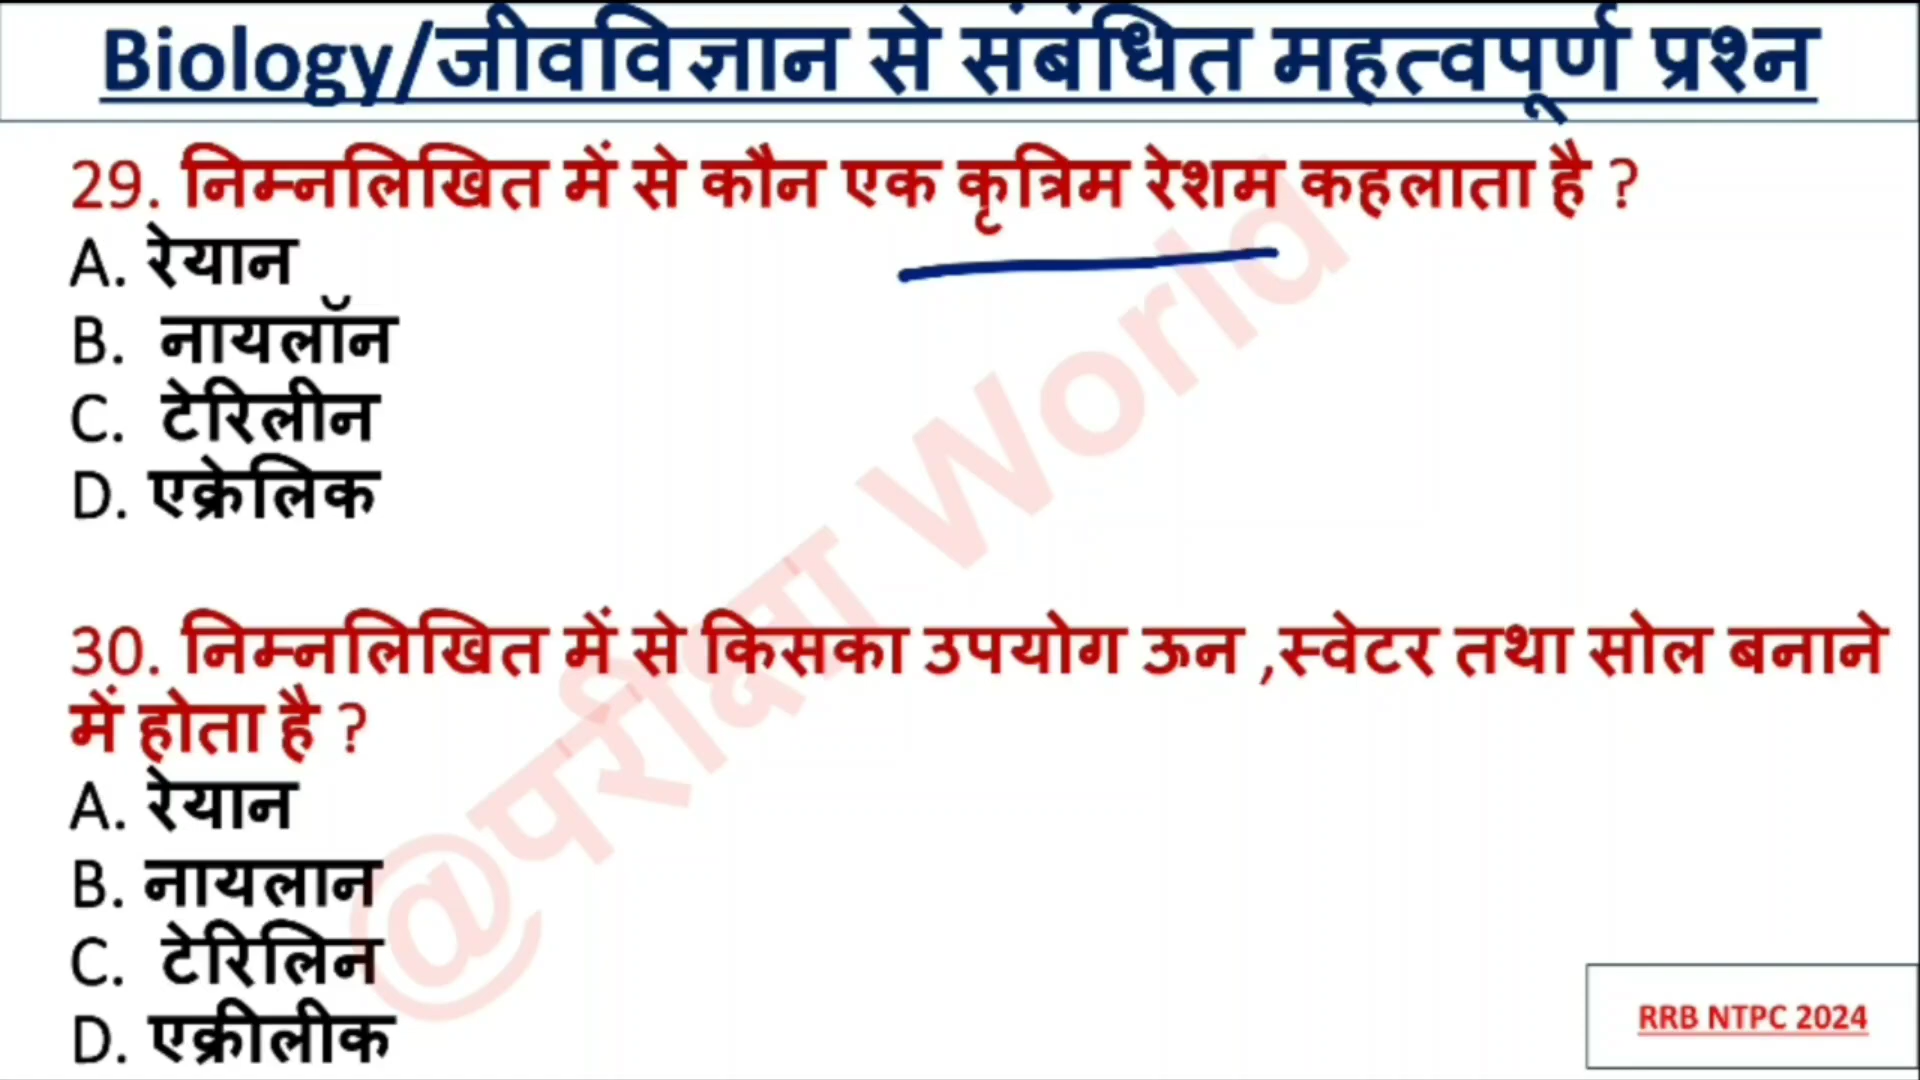 Biology/जीवविज्ञान से संबंधित महत्वपूर्ण प्रश्न
29. निम्नलिखित में से कौन एक कृत्रिम रेशम कहलाता है ?
A. रेयान
B. नायलॉन
C. टेरिलीन
D. एक्रेलिक
30. निम्नलिखित में से किसका उपयोग ऊन ,स्वेटर तथा सोल बनाने
में होता है ?
A. रेयान
B. नायलान
C. टेरिलिन
D. एक्रीलीक
@परीक्षा World
RRB NTPC 2024